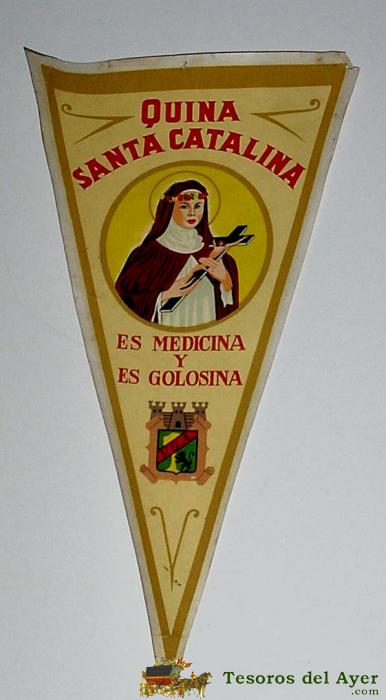 QUINA
SANTA CATALINA
ES MEDICINA
Y
ES GOLOSINA
Tesoros del Ayer
.com